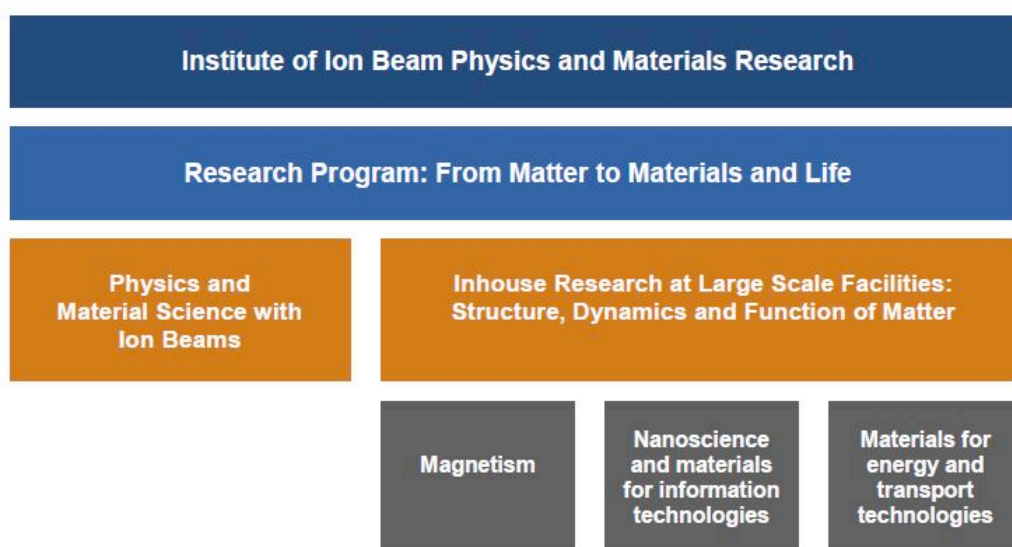 Institute of Ion Beam Physics and Materials Research
Research Program: From Matter to Materials and Life
Physics and
Material Science with
Ion Beams
Inhouse Research at Large Scale Facilities:
Structure, Dynamics and Function of Matter
Magnetism
Nanoscience
and materials
for information
technologies
Materials for
energy and
transport
technologies